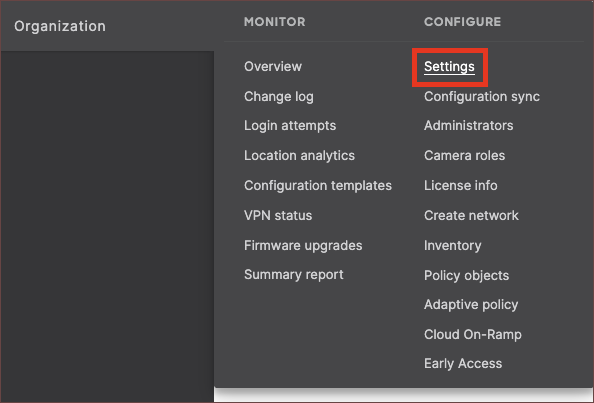 Organization
MONITOR
Overview
Change log
Login attempts
Location analytics
Configuration templates
VPN status
Firmware upgrades
Summary report
CONFIGURE
Settings
Configuration sync
Administrators
Camera roles
License info
Create network
Inventory
Policy objects
Adaptive policy
Cloud On-Ramp
Early Access